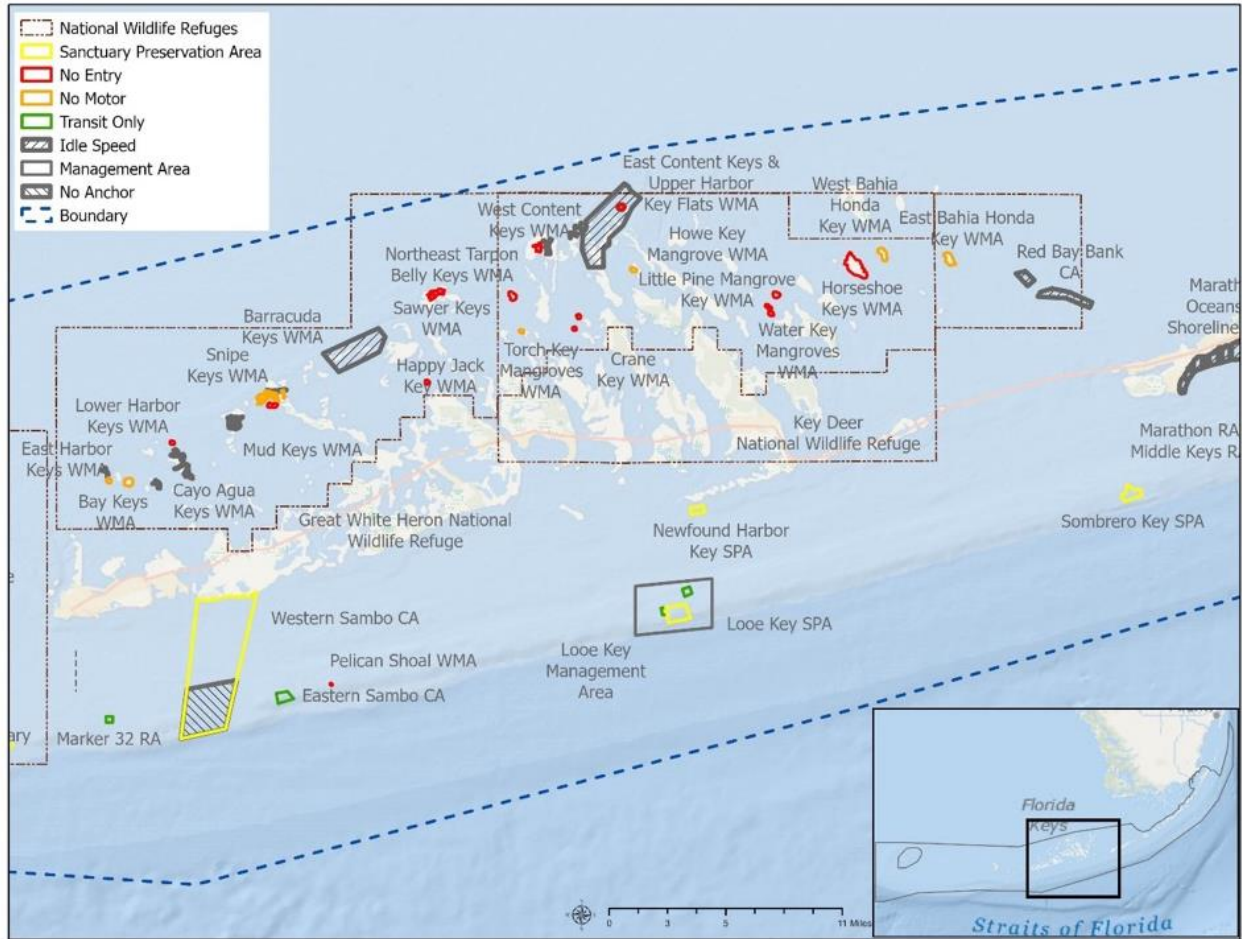 National Wildlife Refuges
Sanctuary Preservation Area
No Entry
No Motor
Transit Only
Idle Speed
Management Area
No Anchor
Boundary
East Content Keys &
Upper Harbor
Key Flats WMA
West Bahia
Honda
Key WMA
West Content
Keys WMA
East Bahia Honda
Key WMA
Howe Key
Mangrove WMA
Northeast Tarpon
Belly Keys WMA
Red Bay Bank
CA
Little Pine Mangrove
Key WMA
Horseshoe
Keys WMA
Marath
Oceans
Shoreline
Sawyer Keys
WMA
Barracuda
Keys WMA
Water Key
Mangroves
WMA
Snipe
Keys WMA
Happy Jack
Key WMA
Torch Key
Mangroves
WMA
Crane
Key WMA
Lower Harbor
Keys WMA
Key Deer
National Wildlife Refuge
Marathon RA
Middle Keys RA
East Harbor
Keys WMA
Mud Keys WMA
Bay Keys
WMA
Cayo Agua
Keys WMA
Great White Heron National
Wildlife Refuge
Newfound Harbor
Key SPA
Sombrero Key SPA
e
Western Sambo CA
Looe Key SPA
Looe Key
Management
Area
Pelican Shoal WMA
Eastern Sambo CA
ary
Marker 32 RA
Florida
Keys
Straits of Florida
0 3 6 11 Miles